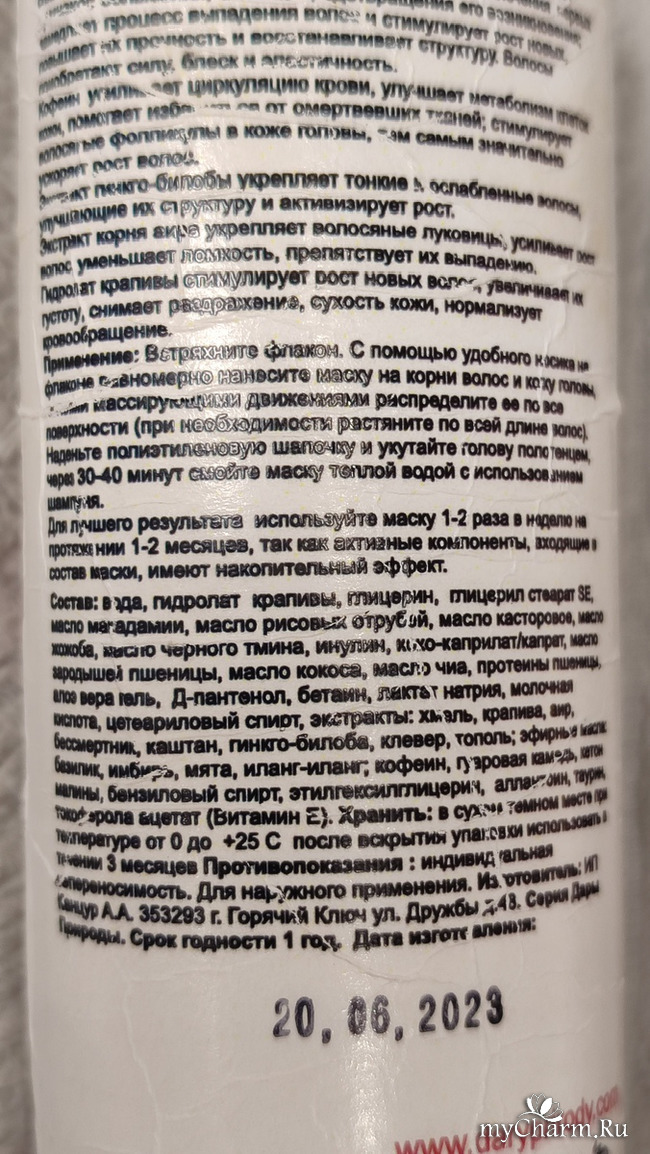 процесс выпадения волос и стимулирует рост новых,
их прочность и восстанавливает структуру. Волосы
приобретают силу, блеск и эластичность.
Кофеин усиливает циркуляцию крови, улучшает метаболизм клеток
кожи, помогает избавиться от омертвевших тканей; стимулирует
волосяные фолликулы в коже головы, тем самым значительно
ускоряет рост волос.
Экстракт гинкго-билобы укрепляет тонкие и ослабленные волосы,
улучшающие их структуру и активизирует рост.
Экстракт корня аира укрепляет волосяные луковицы, усиливает рост
волос, уменьшает ломкость, препятствует их выпадению.
Гидролат крапивы стимулирует рост новых волос, увеличивает их
густоту, снимает раздражение, сухость кожи, нормализует
кровообращение.
Применение: Встряхните флакон. С помощью удобного носика на
флаконе равномерно нанесите маску на корни волос и кожу головы,
массирующими движениями распределите ее по все
поверхности (при необходимости растяните по всей длине волос).
Наденьте полиэтиленовую шапочку и укутайте голову полотенцем,
через 30-40 минут смойте маску теплой водой с использованием
шампуня.
Для лучшего результата используйте маску 1-2 раза в неделю на
протяжении 1-2 месяцев, так как активные компоненты, входящие в
состав маски, имеют накопительный эффект.
Состав: вода, гидролат крапивы, глицерин, глицерил стеарат SE,
масло макадамии, масло рисовых отрубей, масло касторовое, масло
жожоба, масло черного тмина, инулин, коко-каприлат/капрат, масло
зародышей пшеницы, масло кокоса, масло чиа, протеины пшеницы,
алоэ вера гель, Д-пантенол, бетаин, лактат натрия, молочная
кислота, цетеариловый спирт, экстракты: хмель, крапива, аир,
бессмертник, каштан, гинкго-билоба, клевер, тополь; эфирные масла:
базилик, имбирь, мята, иланг-иланг; кофеин, гуаровая камедь, кетон
малины, бензиловый спирт, этилгексилглицерин, аллантоин, таурин,
токоферола ацетат (Витамин Е). Хранить: в сухом темном месте при
температуре от 0 до +25 С после вскрытия упаковки использовать в
течении 3 месяцев Противопоказания : индивидуальная
непереносимость. Для наружного применения. Изготовитель: ИП
Канцур А.А. 353293 г. Горячий Ключ ул. Дружбы д.48. Серия Дары
Природы. Срок годности 1 год. Дата изготовления:
20, 06, 2023
myCharm.Ru